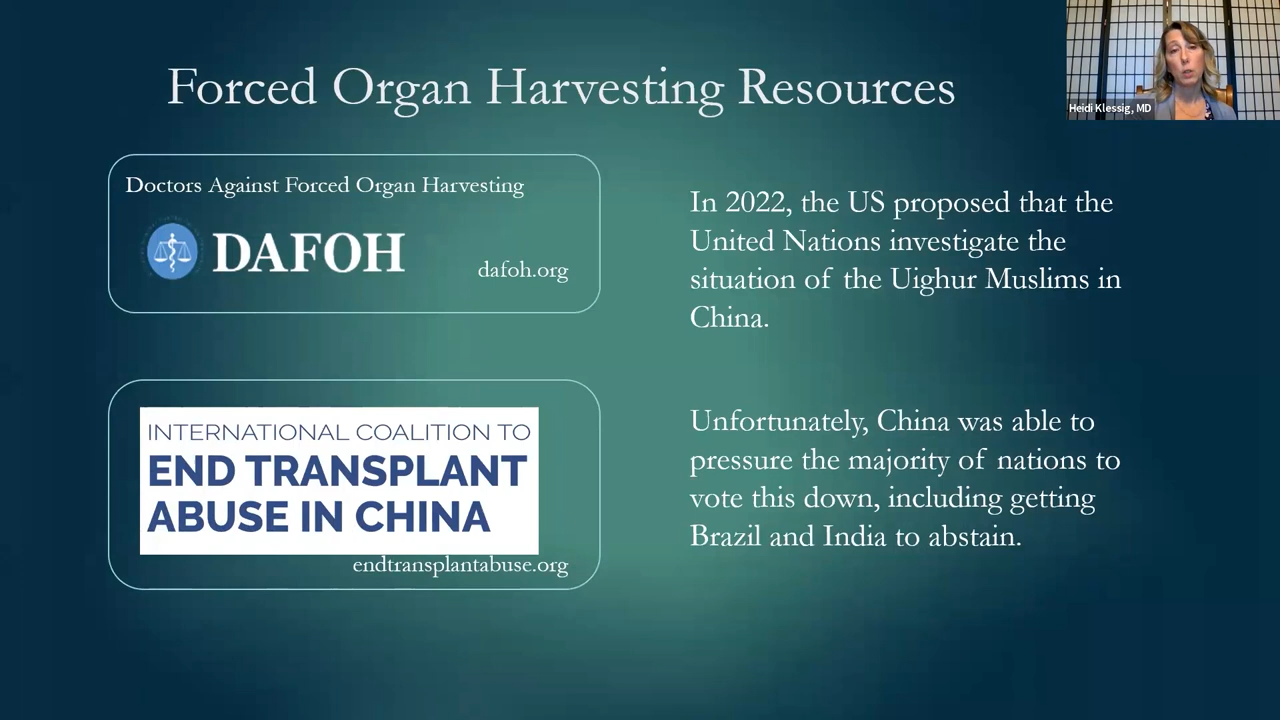 Forced Organ Harvesting Resources
Heidi Klessig, MD
Doctors Against Forced Organ Harvesting
DAFOH
dafoh.org
INTERNATIONAL COALITION TO
END TRANSPLANT
ABUSE IN CHINA
endtransplantabuse.org
In 2022, the US proposed that the
United Nations investigate the
situation of the Uighur Muslims in
China.
Unfortunately, China was able to
pressure the majority of nations to
vote this down, including getting
Brazil and India to abstain.